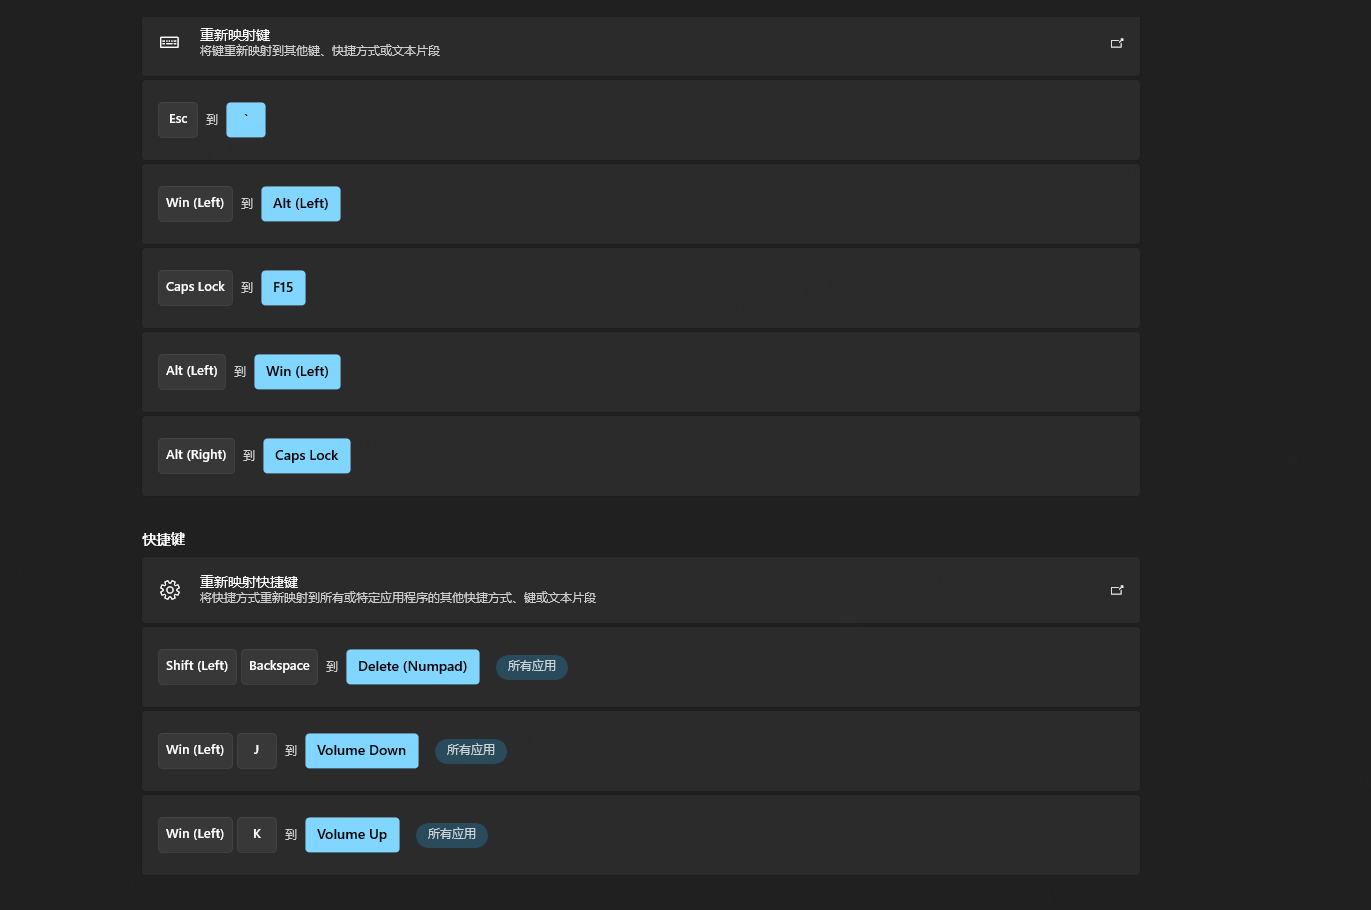 重新映射键
将键重新映射到其他键、快捷方式或文本片段
Esc 到 `
Win (Left) 到 Alt (Left)
Caps Lock 到 F15
Alt (Left) 到 Win (Left)
Alt (Right) 到 Caps Lock
快捷键
重新映射快捷键
将快捷方式重新映射到所有或特定应用程序的其他快捷方式、键或文本片段
Shift (Left) Backspace 到 Delete (Numpad) 所有应用
Win (Left) J 到 Volume Down 所有应用
Win (Left) K 到 Volume Up 所有应用